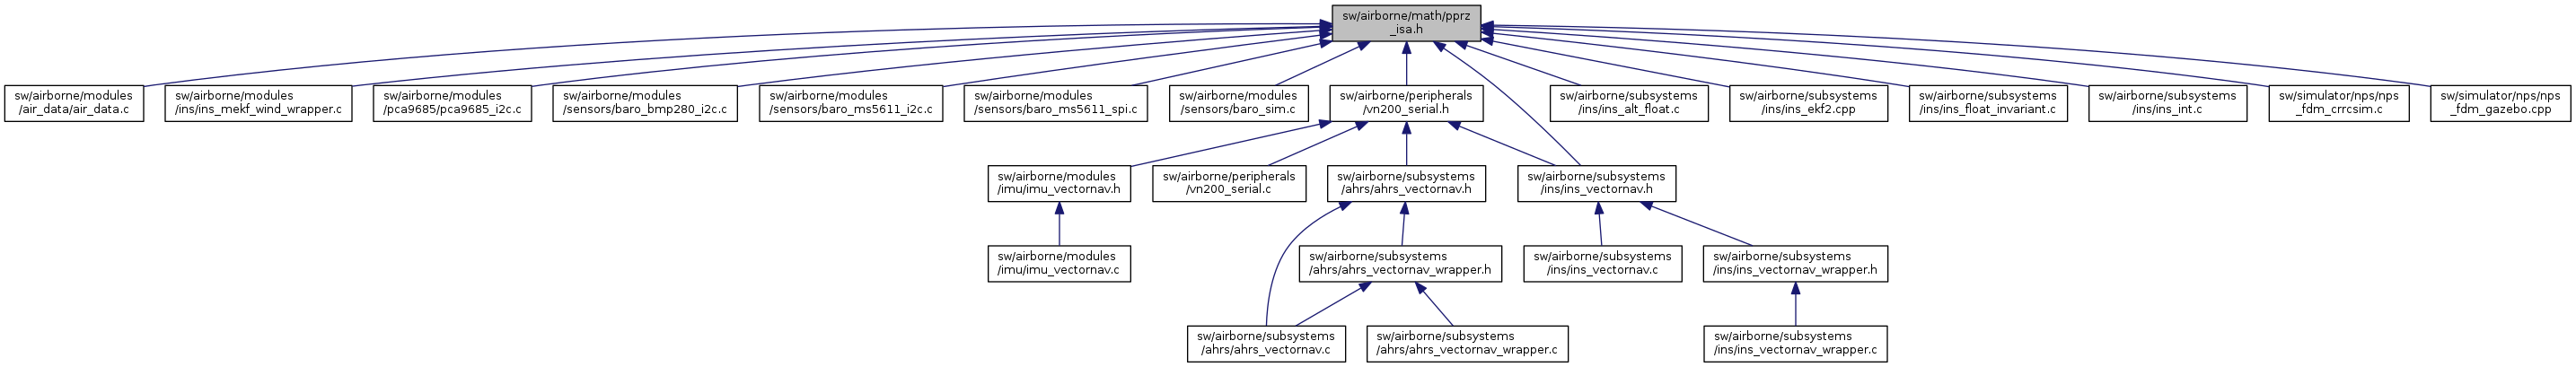 sw/airborne/math/pprz
_isa.h
sw/airborne/modules
/air_data/air_data.c
sw/airborne/modules
/ins/ins_mekf_wind_wrapper.c
sw/airborne/modules
/pca9685/pca9685_i2c.c
sw/airborne/modules
/sensors/baro_bmp280_i2c.c
sw/airborne/modules
/sensors/baro_ms5611_i2c.c
sw/airborne/modules
/sensors/baro_ms5611_spi.c
sw/airborne/modules
/sensors/baro_sim.c
sw/airborne/peripherals
/vn200_serial.h
sw/airborne/subsystems
/ins/ins_alt_float.c
sw/airborne/subsystems
/ins/ins_ekf2.cpp
sw/airborne/subsystems
/ins/ins_float_invariant.c
sw/airborne/subsystems
/ins/ins_int.c
sw/simulator/nps/nps
_fdm_crrcsim.c
sw/simulator/nps/nps
_fdm_gazebo.cpp
sw/airborne/modules
/imu/imu_vectornav.h
sw/airborne/peripherals
/vn200_serial.c
sw/airborne/subsystems
/ahrs/ahrs_vectornav.h
sw/airborne/subsystems
/ins/ins_vectornav.h
sw/airborne/modules
/imu/imu_vectornav.c
sw/airborne/subsystems
/ahrs/ahrs_vectornav_wrapper.h
sw/airborne/subsystems
/ins/ins_vectornav.c
sw/airborne/subsystems
/ins/ins_vectornav_wrapper.h
sw/airborne/subsystems
/ahrs/ahrs_vectornav.c
sw/airborne/subsystems
/ahrs/ahrs_vectornav_wrapper.c
sw/airborne/subsystems
/ins/ins_vectornav_wrapper.c